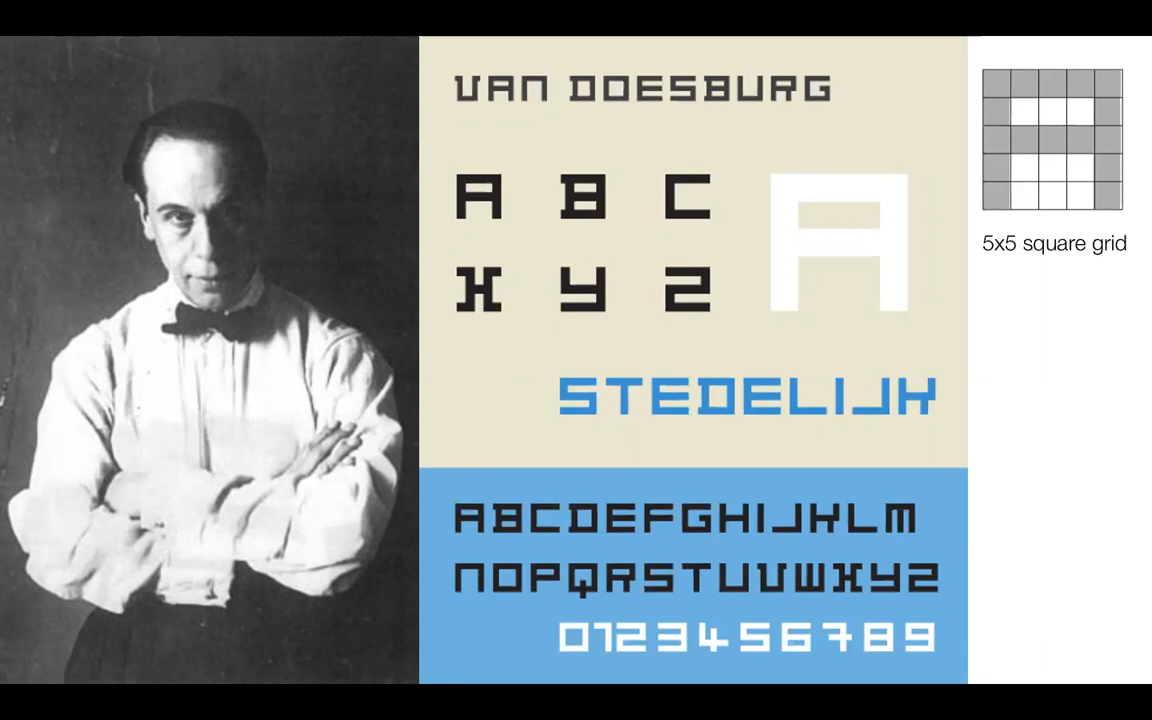 VAN DOESBURG
A B C
A
X Y Z
STEDELIJK
ABCDEFGHIJKLM
NOPQRSTUVWXYZ
0123456789
5x5 square grid